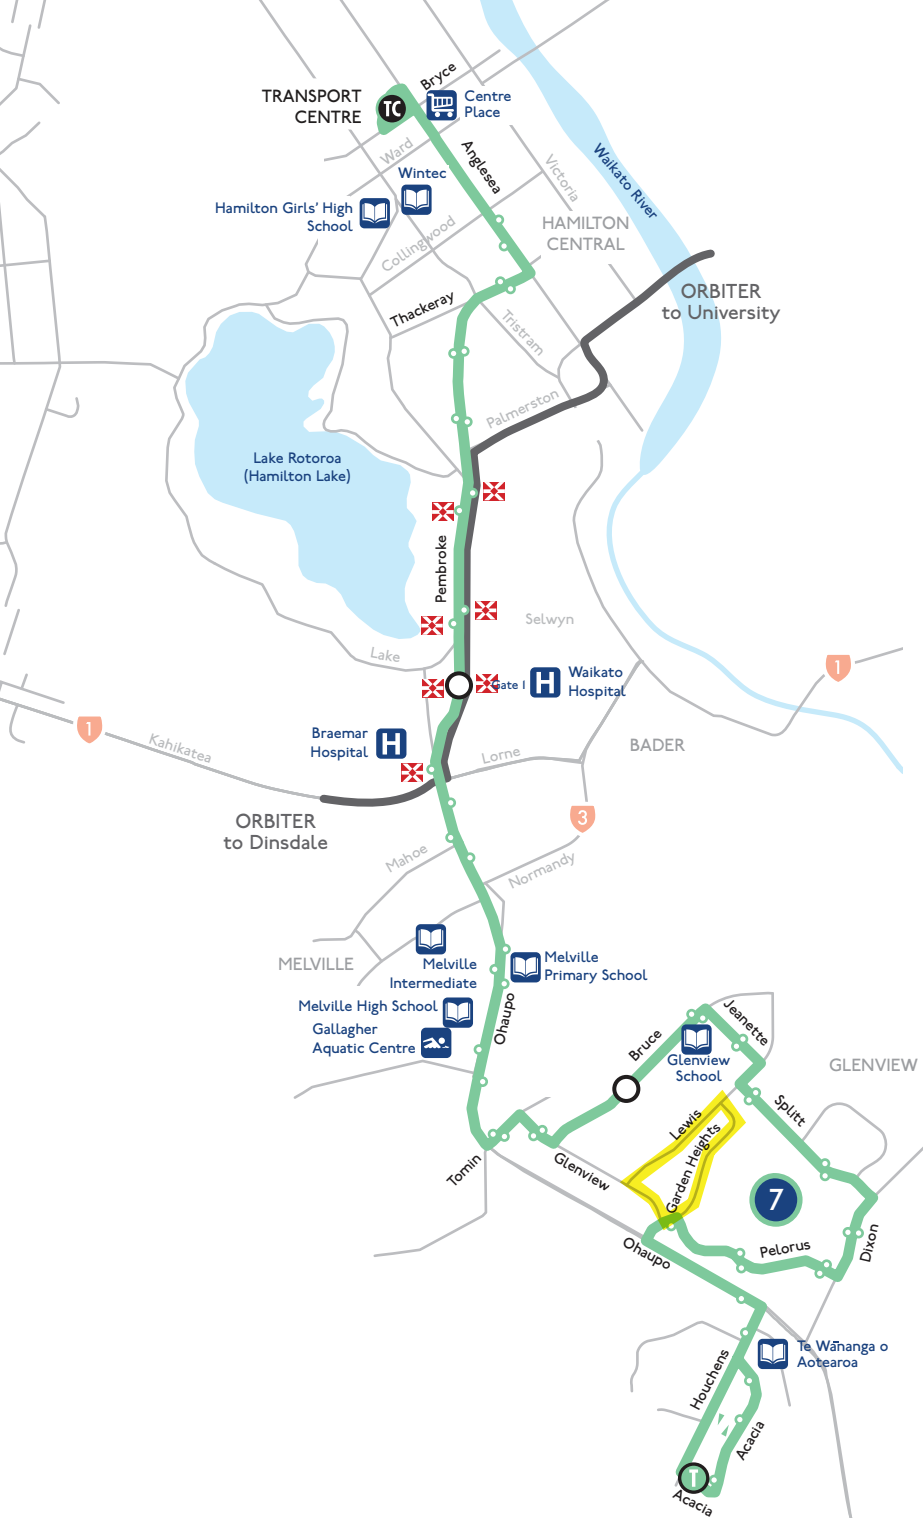 Bryce
TRANSPORT
CENTRE
TC
Centre
Place
Ward
Anglesea
Victoria
Waikato River
Wintec
Hamilton Girls' High
School
Collingwood
HAMILTON
CENTRAL
ORBITER
to University
Thackeray
Tristram
Palmerston
Lake Rotoroa
(Hamilton Lake)
Pembroke
Selwyn
Lake
Gate 1
H
Waikato
Hospital
1
1
Kahikatea
Braemar
Hospital
H
Lorne
BADER
ORBITER
to Dinsdale
3
Mahoe
Normandy
MELVILLE
Melville
Intermediate
Melville
Primary School
Melville High School
Gallagher
Aquatic Centre
Ohaupo
Bruce
Jeanette
Glenview
School
GLENVIEW
Splitt
Lewis
Garden Heights
Tomin
Glenview
7
Ohaupo
Pelorus
Dixon
Te Wānanga o
Aotearoa
Houchens
Acacia
T
Acacia